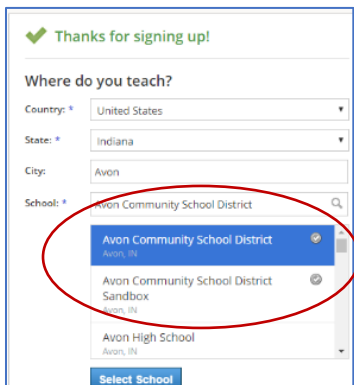 Thanks for signing up!
Where do you teach?
Country: *
United States
State: *
Indiana
City:
Avon
School: *
Avon Community School District
Avon Community School District
Avon, IN
Avon Community School District
Sandbox
Avon, IN
Avon High School
Avon, IN
Select School